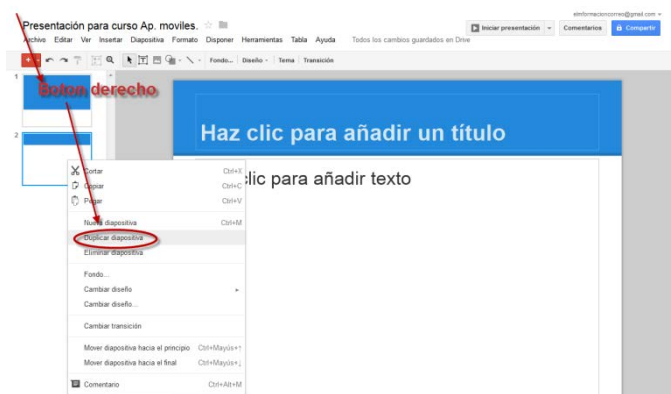 elmformacioncorreo@gmail.com
Presentación para curso Ap. moviles.
Archivo Editar Ver Insertar Diapositiva Formato Disponer Herramientas Tabla Ayuda Todos los cambios guardados en Drive
Iniciar presentación Comentarios Compartir
Fondo... Diseño Tema Transición
1
Boton derecho
2
Haz clic para añadir un título
clic para añadir texto
Cortar Ctrl+X
Copiar Ctrl+C
Pegar Ctrl+V
Nueva diapositiva Ctrl+M
Duplicar diapositiva
Eliminar diapositiva
Fondo...
Cambiar diseño
Cambiar diseño...
Cambiar transición
Mover diapositiva hacia el principio Ctrl+Mayús+↑
Mover diapositiva hacia el final Ctrl+Mayús+↓
Comentario Ctrl+Alt+M